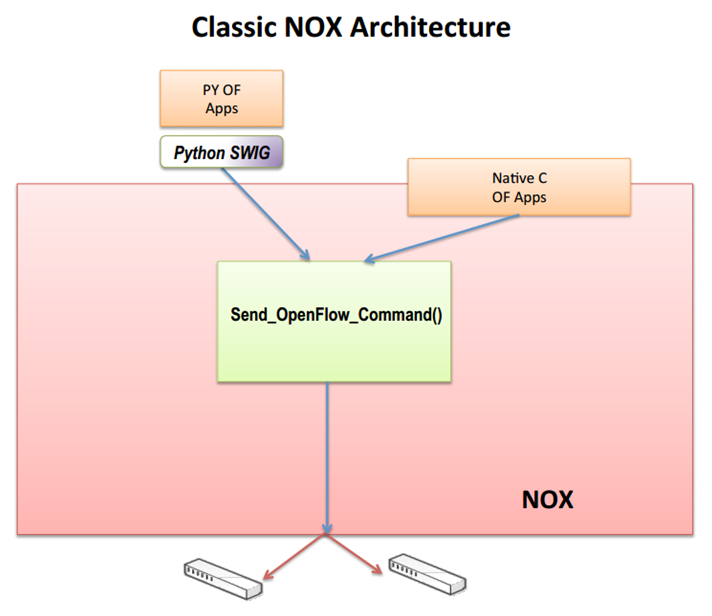 Classic NOX Architecture
PY OF
Apps
Python SWIG
Native C
OF Apps
Send_OpenFlow_Command()
NOX